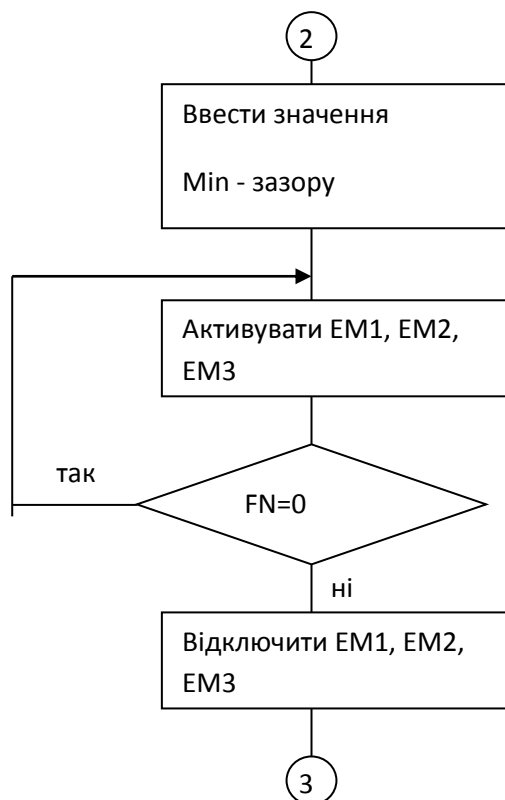 2
Ввести значення
Min - зазору
Активувати ЕМ1, ЕМ2,
ЕМ3
так
FN=0
ні
Відключити ЕМ1, ЕМ2,
ЕМ3
3